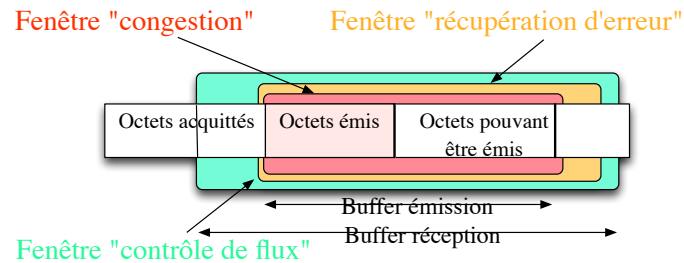 Fenêtre "congestion"
Fenêtre "récupération d'erreur"
Octets acquittés
Octets émis
Octets pouvant
être émis
Buffer émission
Buffer réception
Fenêtre "contrôle de flux"